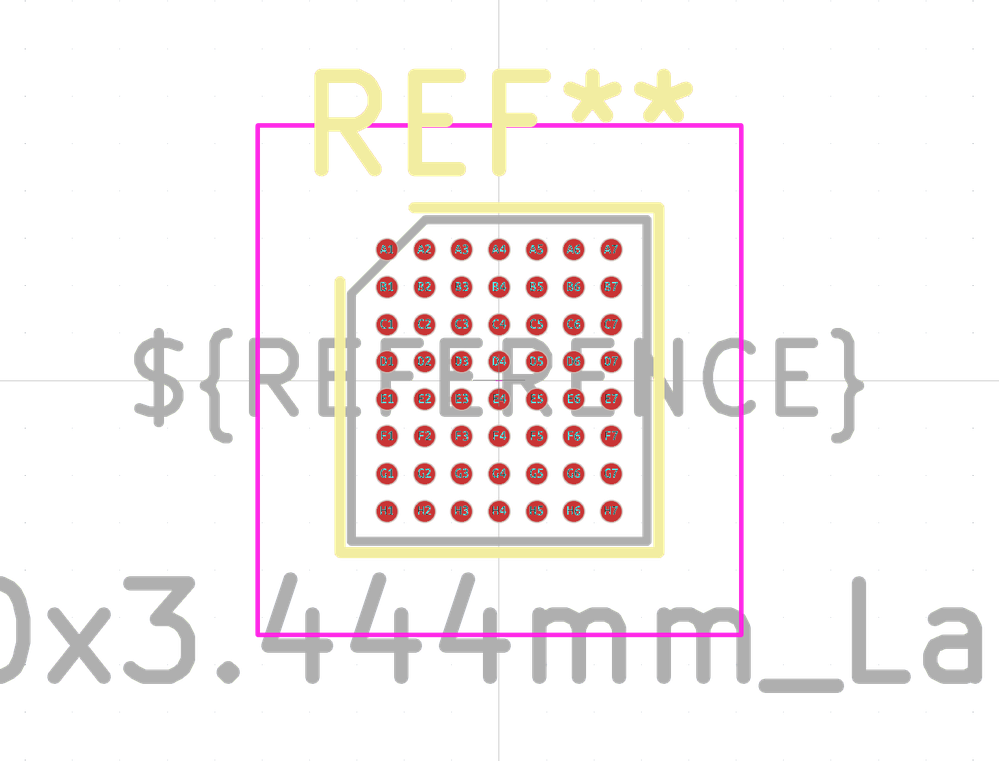 REF**
A1 A2 A3 A4 A5 A6 A7
B1 B2 B3 B4 B5 B6 B7
C1 C2 C3 C4 C5 C6 C7
${REFERENCE}
D1 D2 D3 D4 D5 D6 D7
E1 E2 E3 E4 E5 E6 E7
F1 F2 F3 F4 F5 F6 F7
G1 G2 G3 G4 G5 G6 G7
H1 H2 H3 H4 H5 H6 H7
0x3.444mm_La